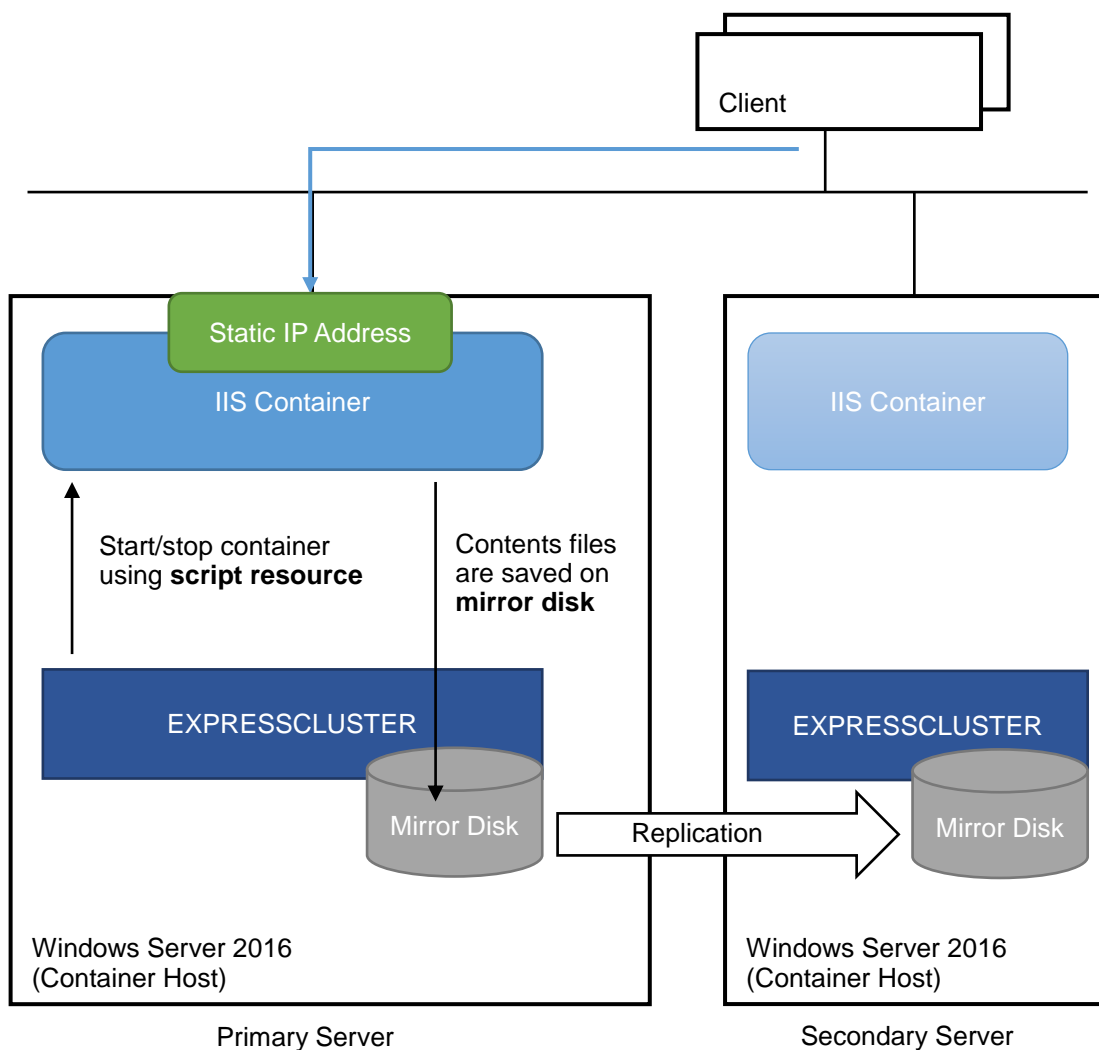 Client
Static IP Address
IIS Container
IIS Container
Start/stop container
using script resource
Contents files
are saved on
mirror disk
EXPRESSCLUSTER
EXPRESSCLUSTER
Mirror Disk
Replication
Mirror Disk
Windows Server 2016
(Container Host)
Windows Server 2016
(Container Host)
Primary Server
Secondary Server